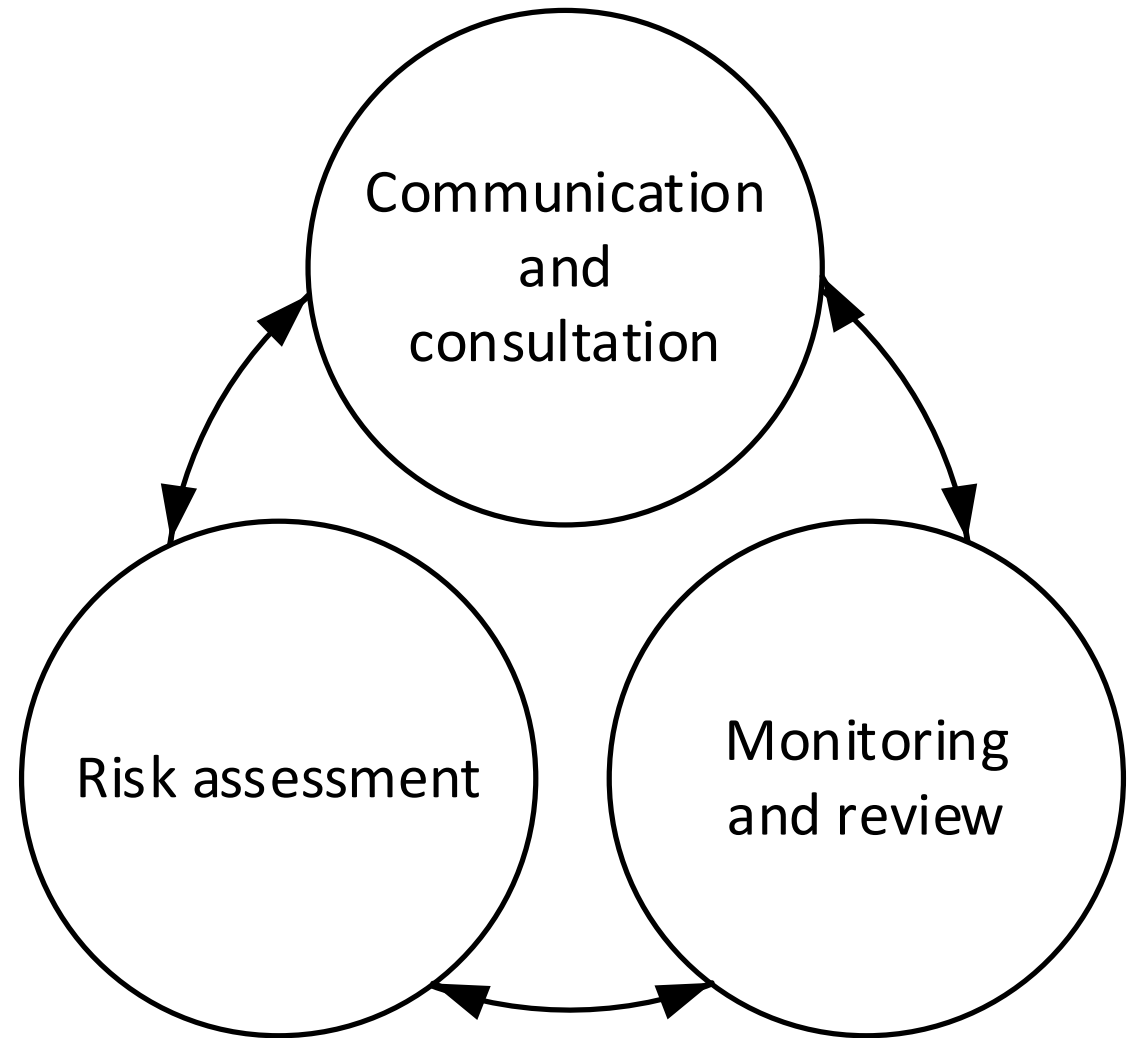 Communication
and
consultation
Risk assessment
Monitoring
and review